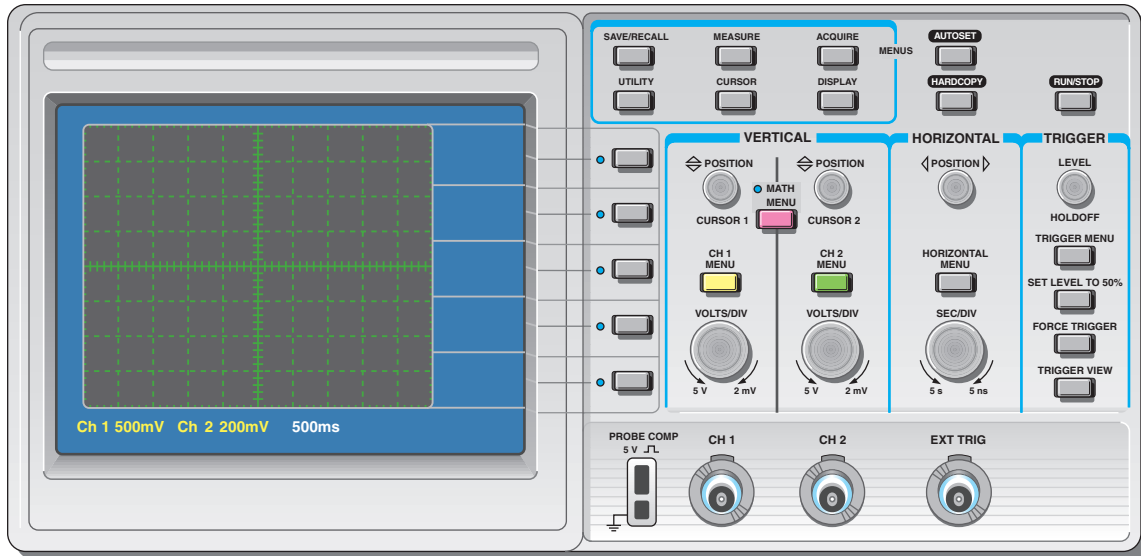 SAVE/RECALL MEASURE ACQUIRE MENUS AUTOSET
UTILITY CURSOR DISPLAY HARDCOPY RUN/STOP
VERTICAL HORIZONTAL TRIGGER
POSITION POSITION POSITION LEVEL
MATH
MENU
CURSOR 1 CURSOR 2 HOLDOFF
TRIGGER MENU
CH 1
MENU
CH 2
MENU
HORIZONTAL
MENU
SET LEVEL TO 50%
VOLTS/DIV VOLTS/DIV SEC/DIV FORCE TRIGGER
TRIGGER VIEW
5 V 2 mV 5 V 2 mV 5 s 5 ns
Ch 1 500mV Ch 2 200mV 500ms
PROBE COMP
5 V
CH 1 CH 2 EXT TRIG